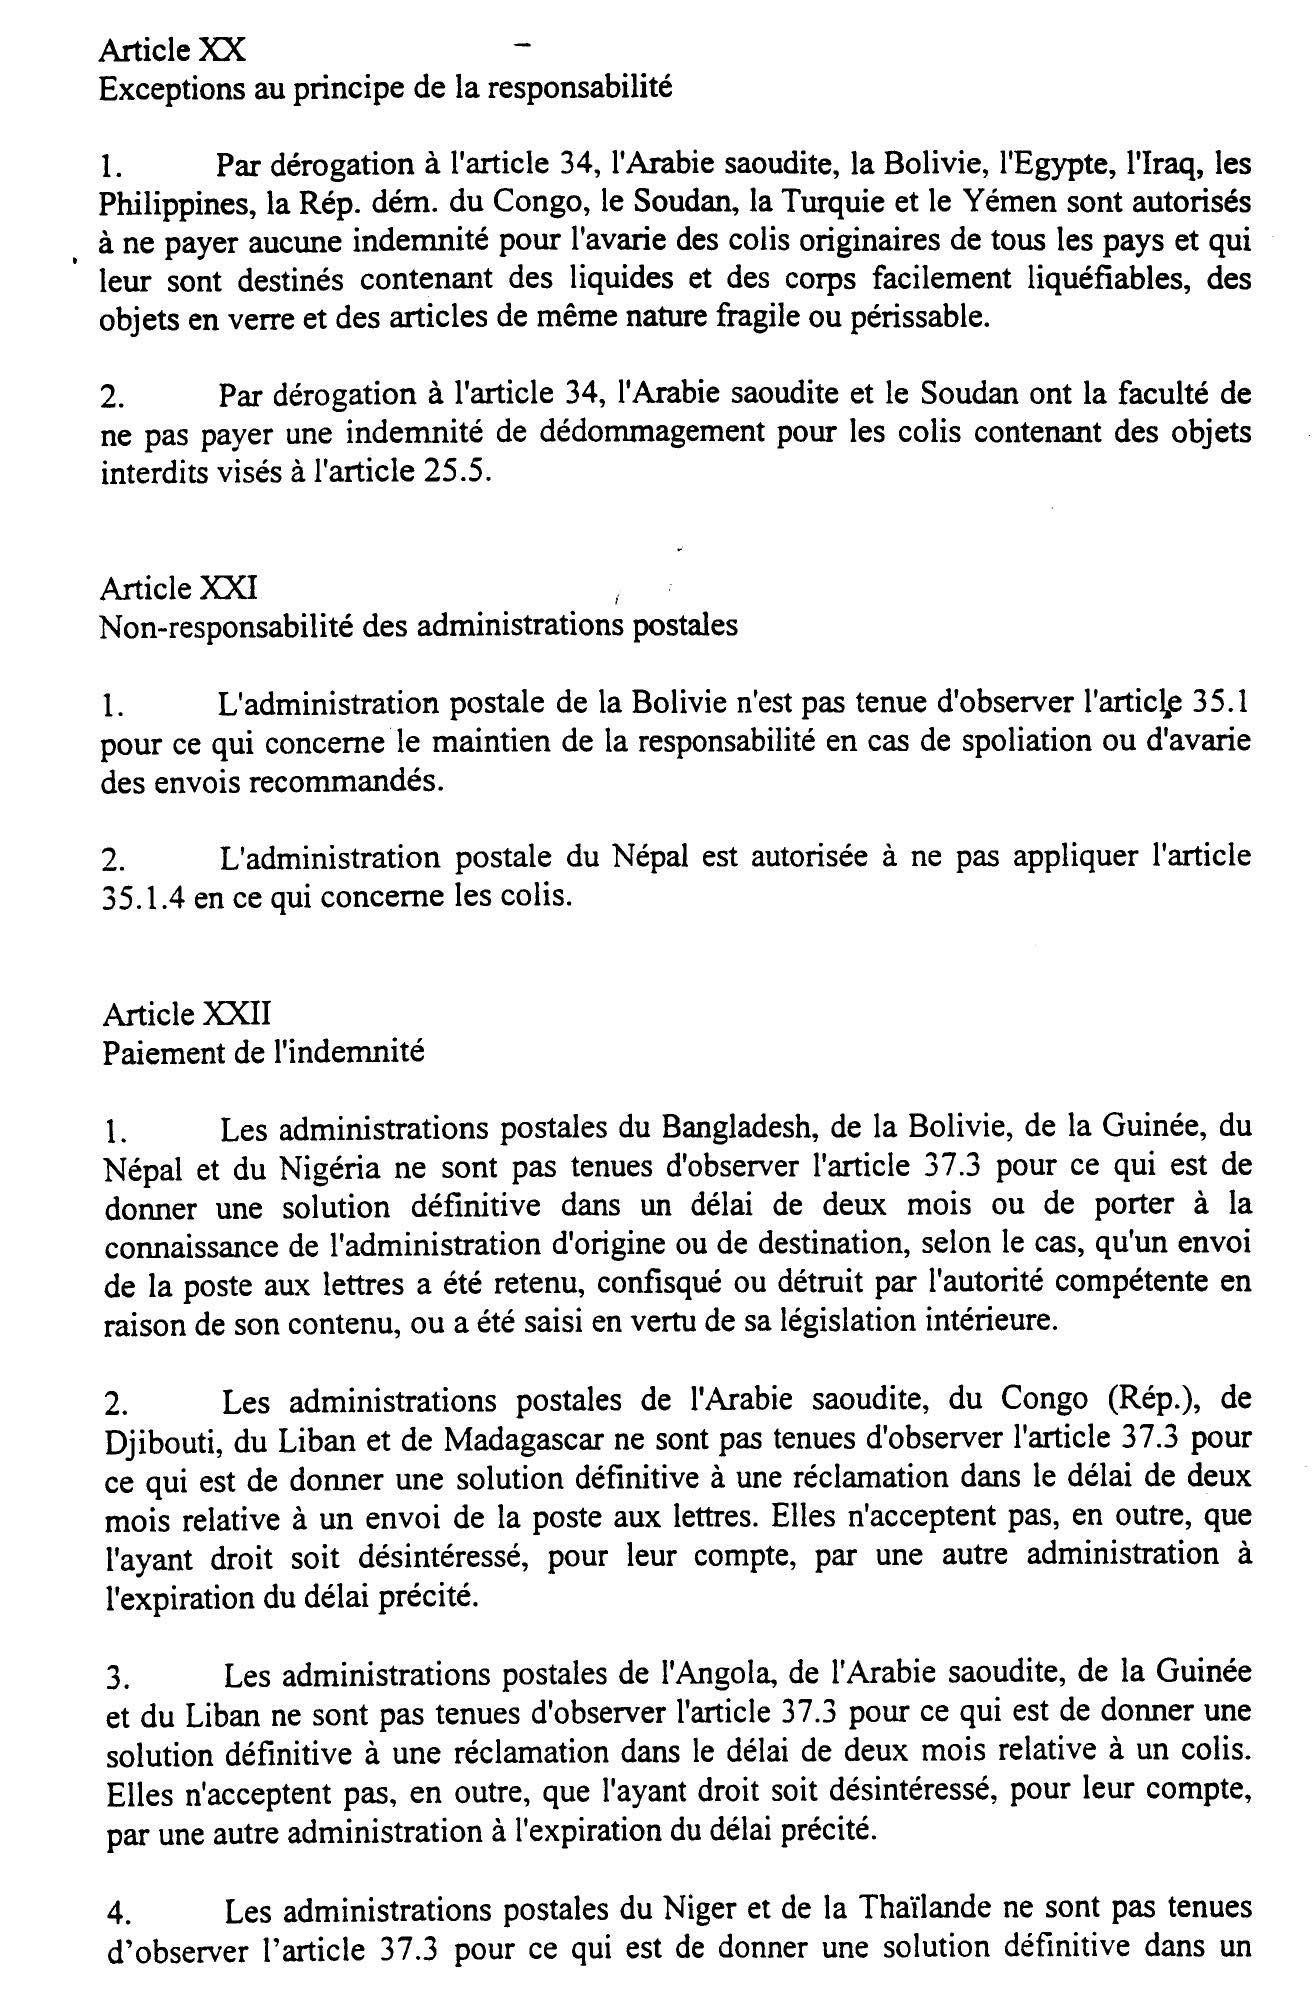 Article XX
Exceptions au principe de la responsabilité
1. Par dérogation à l'article 34, l'Arabie saoudite, la Bolivie, l'Egypte, l'Iraq, les
Philippines, la Rép. dém. du Congo, le Soudan, la Turquie et le Yémen sont autorisés
à ne payer aucune indemnité pour l'avarie des colis originaires de tous les pays et qui
leur sont destinés contenant des liquides et des corps facilement liquéfiables, des
objets en verre et des articles de même nature fragile ou périssable.
2. Par dérogation à l'article 34, l'Arabie saoudite et le Soudan ont la faculté de
ne pas payer une indemnité de dédommagement pour les colis contenant des objets
interdits visés à l'article 25.5.
Article XXI
Non-responsabilité des administrations postales
1. L'administration postale de la Bolivie n'est pas tenue d'observer l'article 35.1
pour ce qui concerne le maintien de la responsabilité en cas de spoliation ou d'avarie
des envois recommandés.
2. L'administration postale du Népal est autorisée à ne pas appliquer l'article
35.1.4 en ce qui concerne les colis.
Article XXII
Paiement de l'indemnité
1. Les administrations postales du Bangladesh, de la Bolivie, de la Guinée, du
Népal et du Nigéria ne sont pas tenues d'observer l'article 37.3 pour ce qui est de
donner une solution définitive dans un délai de deux mois ou de porter à la
connaissance de l'administration d'origine ou de destination, selon le cas, qu'un envoi
de la poste aux lettres a été retenu, confisqué ou détruit par l'autorité compétente en
raison de son contenu, ou a été saisi en vertu de sa législation intérieure.
2. Les administrations postales de l'Arabie saoudite, du Congo (Rép.), de
Djibouti, du Liban et de Madagascar ne sont pas tenues d'observer l'article 37.3 pour
ce qui est de donner une solution définitive à une réclamation dans le délai de deux
mois relative à un envoi de la poste aux lettres. Elles n'acceptent pas, en outre, que
l'ayant droit soit désintéressé, pour leur compte, par une autre administration à
l'expiration du délai précité.
3. Les administrations postales de l'Angola, de l'Arabie saoudite, de la Guinée
et du Liban ne sont pas tenues d'observer l'article 37.3 pour ce qui est de donner une
solution définitive à une réclamation dans le délai de deux mois relative à un colis.
Elles n'acceptent pas, en outre, que l'ayant droit soit désintéressé, pour leur compte,
par une autre administration à l'expiration du délai précité.
4. Les administrations postales du Niger et de la Thaïlande ne sont pas tenues
d’observer l’article 37.3 pour ce qui est de donner une solution définitive dans un